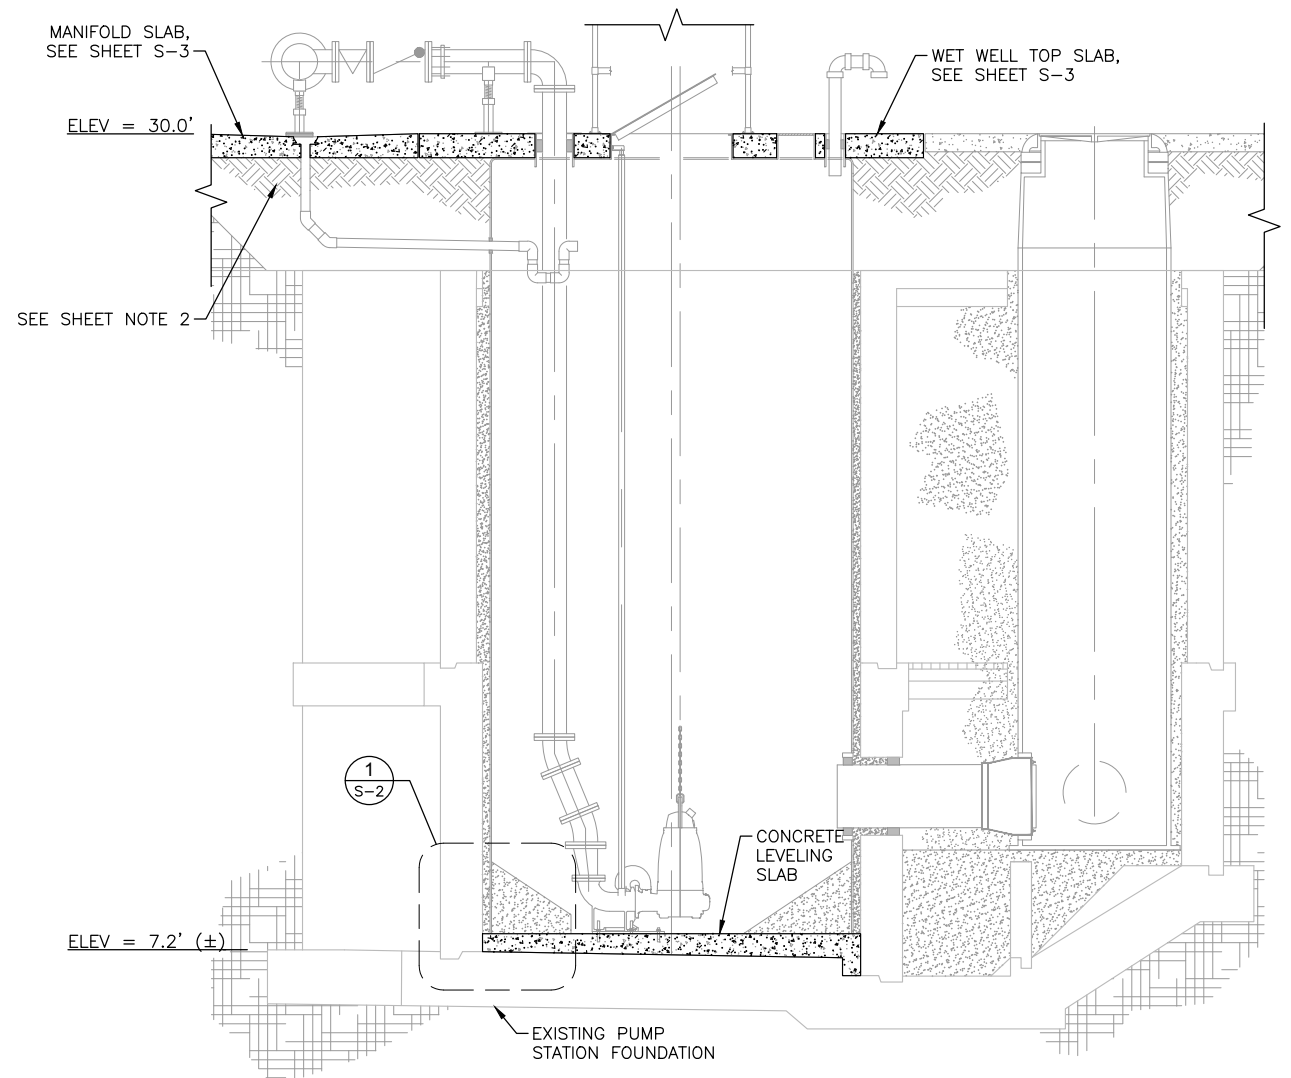 MANIFOLD SLAB,
SEE SHEET S-3
WET WELL TOP SLAB,
SEE SHEET S-3
ELEV = 30.0'
SEE SHEET NOTE 2
1
S-2
CONCRETE
LEVELING
SLAB
ELEV = 7.2' (±)
EXISTING PUMP
STATION FOUNDATION